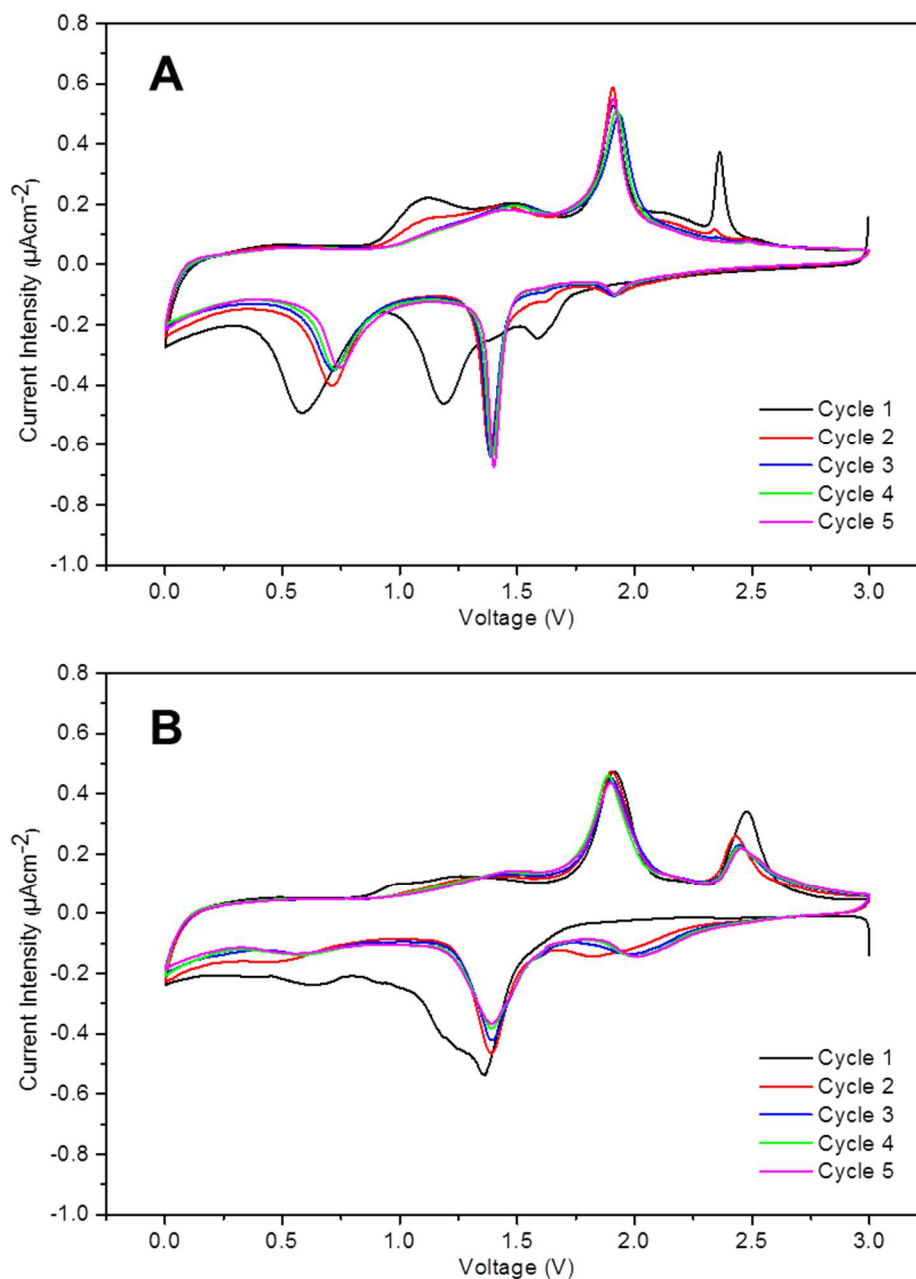 A
Current Intensity (µAcm⁻²)
0.8
0.6
0.4
0.2
0.0
-0.2
-0.4
-0.6
-0.8
-1.0
Cycle 1
Cycle 2
Cycle 3
Cycle 4
Cycle 5
0.0 0.5 1.0 1.5 2.0 2.5 3.0
Voltage (V)
B
Current Intensity (µAcm⁻²)
0.8
0.6
0.4
0.2
0.0
-0.2
-0.4
-0.6
-0.8
-1.0
Cycle 1
Cycle 2
Cycle 3
Cycle 4
Cycle 5
0.0 0.5 1.0 1.5 2.0 2.5 3.0
Voltage (V)